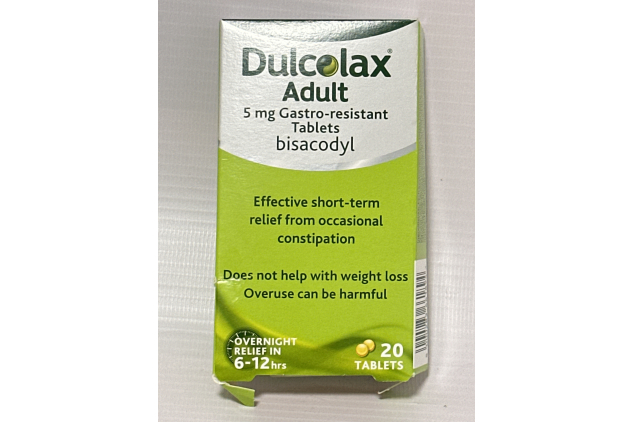 Dulcolax®
Adult
5 mg Gastro-resistant
Tablets
bisacodyl
Effective short-term
relief from occasional
constipation
Does not help with weight loss
Overuse can be harmful
OVERNIGHT
RELIEF IN
6-12hrs
20
TABLETS